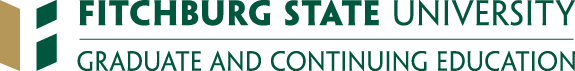 FITCHBURG STATE UNIVERSITY
GRADUATE AND CONTINUING EDUCATION